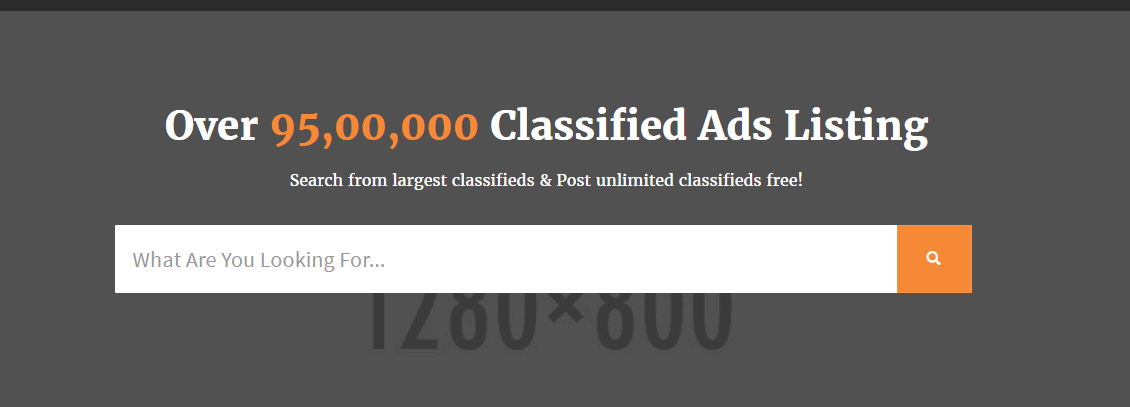 Over 95,00,000 Classified Ads Listing
Search from largest classifieds & Post unlimited classifieds free!
What Are You Looking For...
1280×800